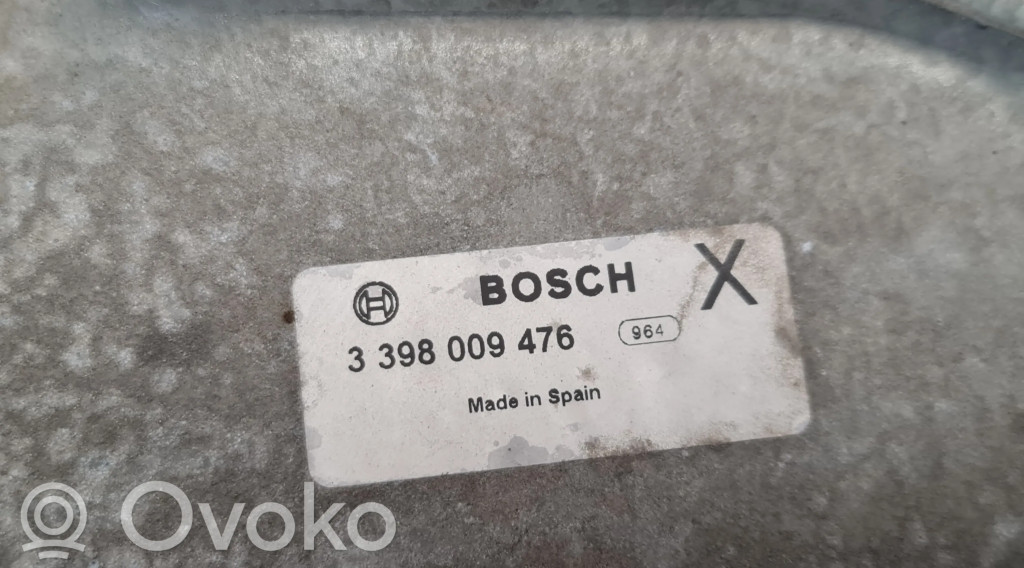 BOSCH X
3 398 009 476 964
Made in Spain
Ovoko